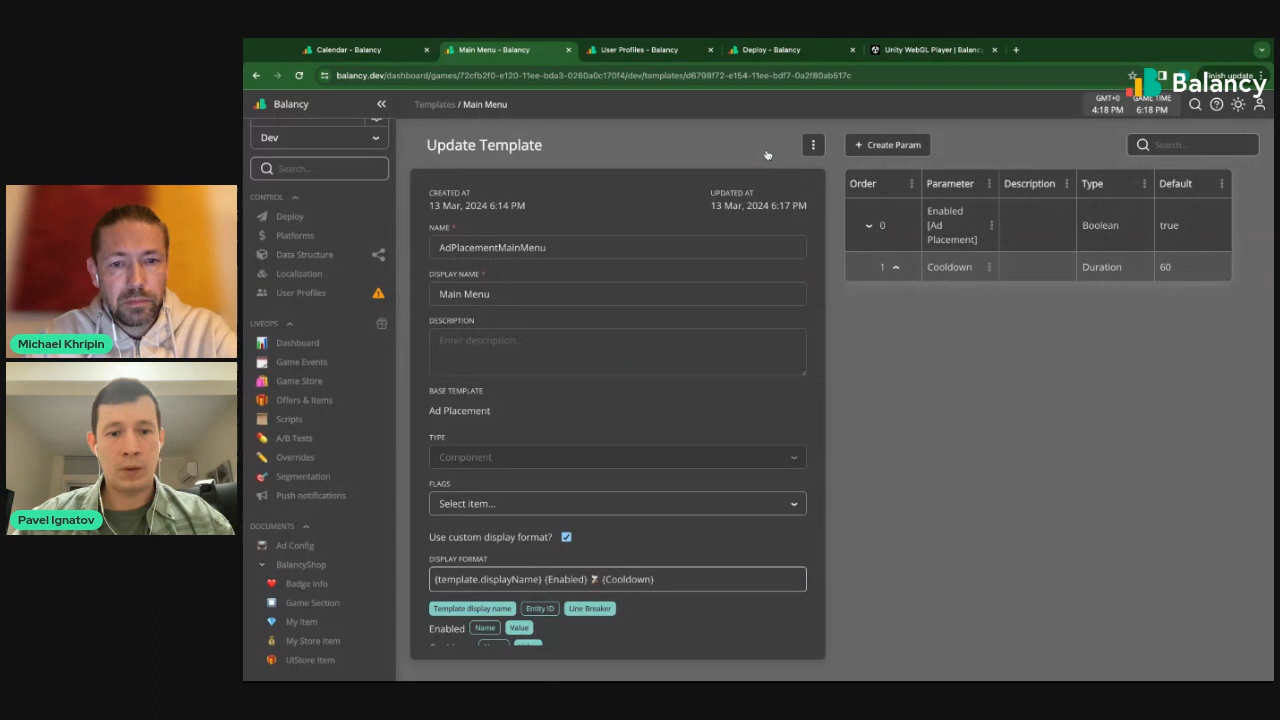 Calendar - Balancy
Main Menu - Balancy
User Profiles - Balancy
Deploy - Balancy
Unity WebGL Player | Balanc
balancy.dev/dashboard/games/72cfb2f0-e120-11ee-bda3-0260a0c170f4/dev/templates/d6798f72-e154-11ee-bdf7-0a2f80ab517c
Finish update
Balancy
Balancy
Templates / Main Menu
GMT+0
4:18 PM
GAME TIME
6:18 PM
Dev
Search...
CONTROL
Deploy
Platforms
Data Structure
Localization
User Profiles
LIVEOPS
Dashboard
Game Events
Game Store
Offers & Items
Scripts
A/B Tests
Overrides
Segmentation
Push notifications
DOCUMENTS
Ad Config
BalancyShop
Badge Info
Game Section
My Item
My Store Item
UIStore Item
Update Template
CREATED AT
13 Mar, 2024 6:14 PM
UPDATED AT
13 Mar, 2024 6:17 PM
NAME *
AdPlacementMainMenu
DISPLAY NAME *
Main Menu
DESCRIPTION
Enter description...
BASE TEMPLATE
Ad Placement
TYPE
Component
FLAGS
Select item...
Use custom display format?
DISPLAY FORMAT
{template.displayName} {Enabled} ⏳ {Cooldown}
Template display name Entity ID Line Breaker
Enabled Name Value
+ Create Param
Search...
Order Parameter Description Type Default
0 Enabled [Ad Placement] Boolean true
1 Cooldown Duration 60
Michael Khripin
Pavel Ignatov